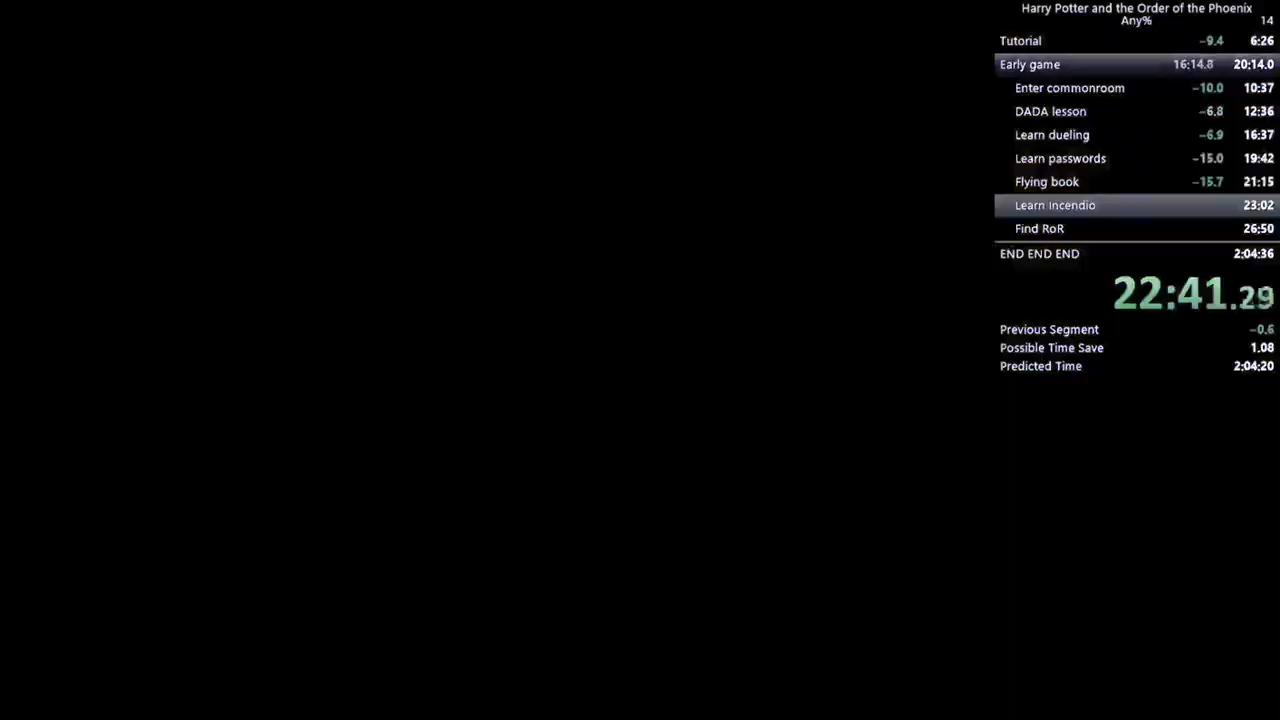 Harry Potter and the Order of the Phoenix
Any% 14
Tutorial -9.4 6:26
Early game 16:14.8 20:14.0
Enter commonroom -10.0 10:37
DADA lesson -6.8 12:36
Learn dueling -6.9 16:37
Learn passwords -15.0 19:42
Flying book -15.7 21:15
Learn Incendio 23:02
Find RoR 26:50
END END END 2:04:36
22:41.29
Previous Segment -0.6
Possible Time Save 1.08
Predicted Time 2:04:20